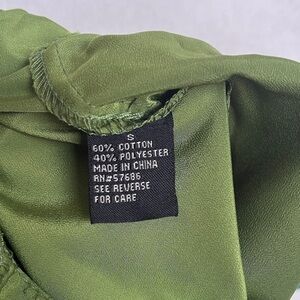 S
60% COTTON
40% POLYESTER
MADE IN CHINA
RN#57686
SEE REVERSE
FOR CARE